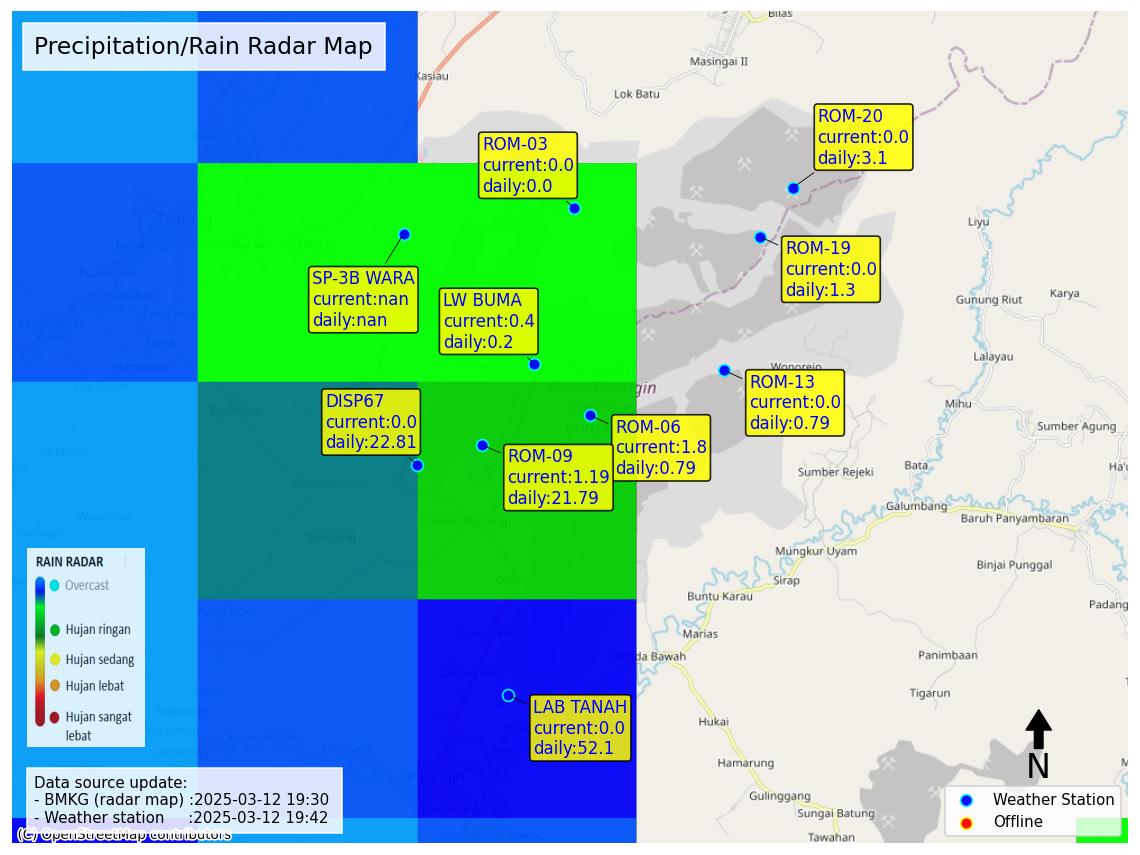 Precipitation/Rain Radar Map
Bilas
Masingai II
Kasiau
Lok Batu
ROM-20
current:0.0
daily:3.1
ROM-03
current:0.0
daily:0.0
Tanjung
Jangkung
Pembataan
Mabuun
Liyu
ROM-19
current:0.0
daily:1.3
SP-3B WARA
current:nan
daily:nan
LW BUMA
current:0.4
daily:0.2
Gunung Riut
Karya
Lalayau
Wonorejo
ROM-13
current:0.0
daily:0.79
Mihu
DISP67
current:0.0
daily:22.81
ROM-06
current:1.8
daily:0.79
ROM-09
current:1.19
daily:21.79
Sumber Agung
Sumber Rejeki
Bata
Ha'u
Galumbang
Baruh Panyambaran
Padang Panjang
Mungkur Uyam
Binjai Punggal
Sirap
Dahai
Buntu Karau
Padang
RAIN RADAR
Overcast
Hujan ringan
Hujan sedang
Hujan lebat
Hujan sangat
lebat
Marias
Lamida Bawah
Panimbaan
Tigarun
LAB TANAH
current:0.0
daily:52.1
Hukai
Hamarung
N
Paringin
Gulinggang
Sungai Batung
Tawahan
Data source update:
- BMKG (radar map) :2025-03-12 19:30
- Weather station :2025-03-12 19:42
Weather Station
Offline
(C) OpenStreetMap contributors